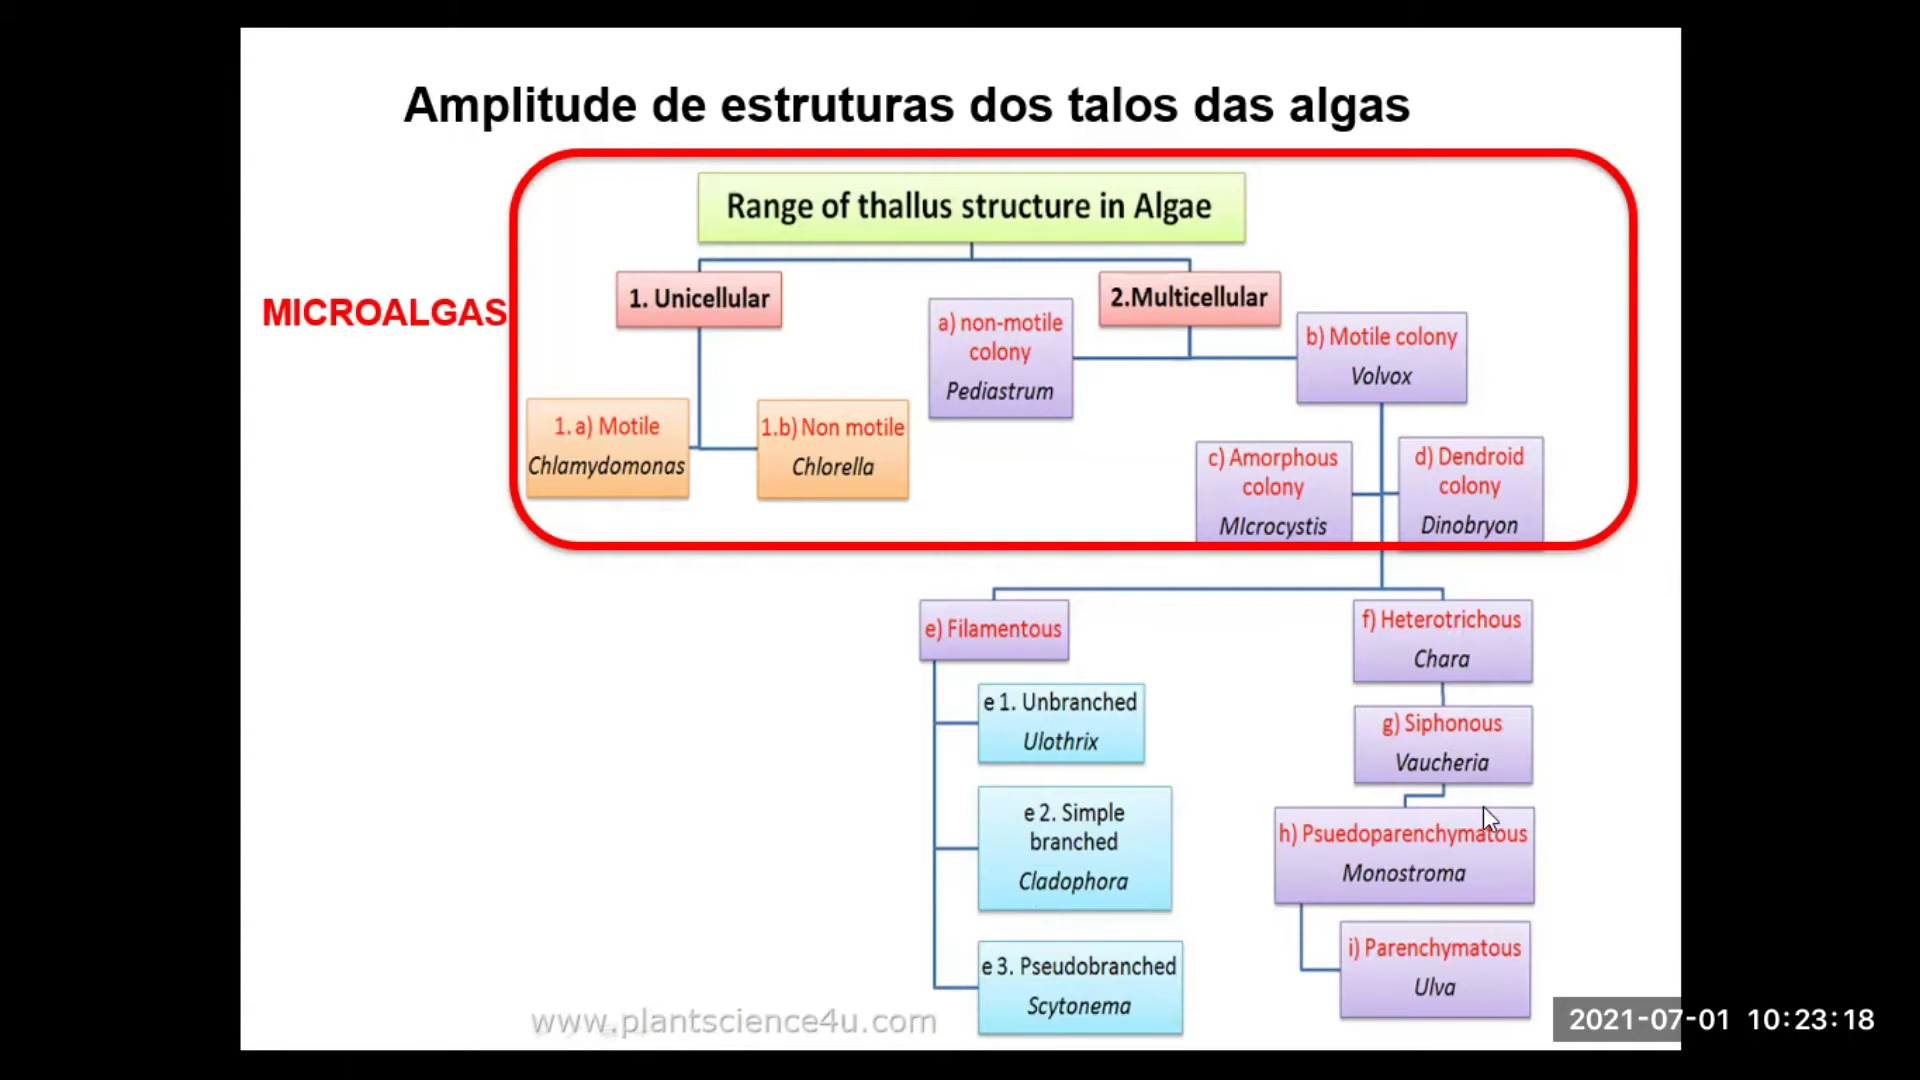 Amplitude de estruturas dos talos das algas
Range of thallus structure in Algae
MICROALGAS
1. Unicellular
2.Multicellular
a) non-motile
colony
Pediastrum
b) Motile colony
Volvox
1. a) Motile
Chlamydomonas
1.b) Non motile
Chlorella
c) Amorphous
colony
MIcrocystis
d) Dendroid
colony
Dinobryon
e) Filamentous
f) Heterotrichous
Chara
e 1. Unbranched
Ulothrix
g) Siphonous
Vaucheria
e 2. Simple
branched
Cladophora
h) Psuedoparenchymatous
Monostroma
e 3. Pseudobranched
Scytonema
i) Parenchymatous
Ulva
www.plantscience4u.com
2021-07-01 10:23:18